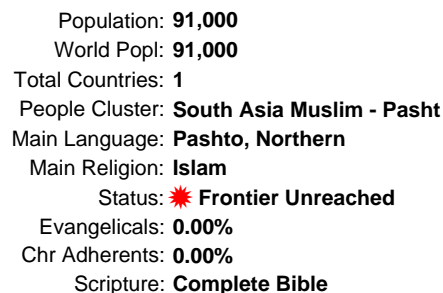 Population: 91,000
World Popl: 91,000
Total Countries: 1
People Cluster: South Asia Muslim - Pasht
Main Language: Pashto, Northern
Main Religion: Islam
Status: Frontier Unreached
Evangelicals: 0.00%
Chr Adherents: 0.00%
Scripture: Complete Bible